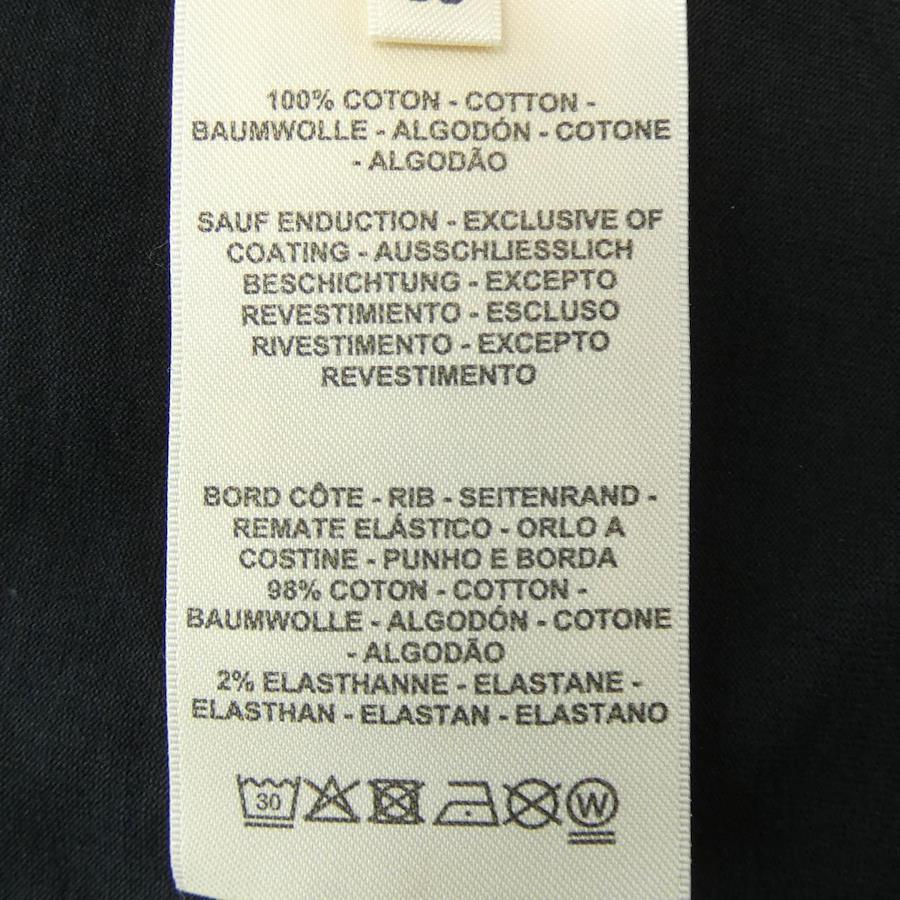 100% COTON - COTTON -
BAUMWOLLE - ALGODÓN - COTONE
- ALGODÃO
SAUF ENDUCTION - EXCLUSIVE OF
COATING - AUSSCHLIESSLICH
BESCHICHTUNG - EXCEPTO
REVESTIMIENTO - ESCLUSO
RIVESTIMENTO - EXCEPTO
REVESTIMENTO
BORD CÔTE - RIB - SEITENRAND -
REMATE ELÁSTICO - ORLO A
COSTINE - PUNHO E BORDA
98% COTON - COTTON -
BAUMWOLLE - ALGODÓN - COTONE
- ALGODÃO
2% ELASTHANNE - ELASTANE -
ELASTHAN - ELASTAN - ELASTANO
30 W